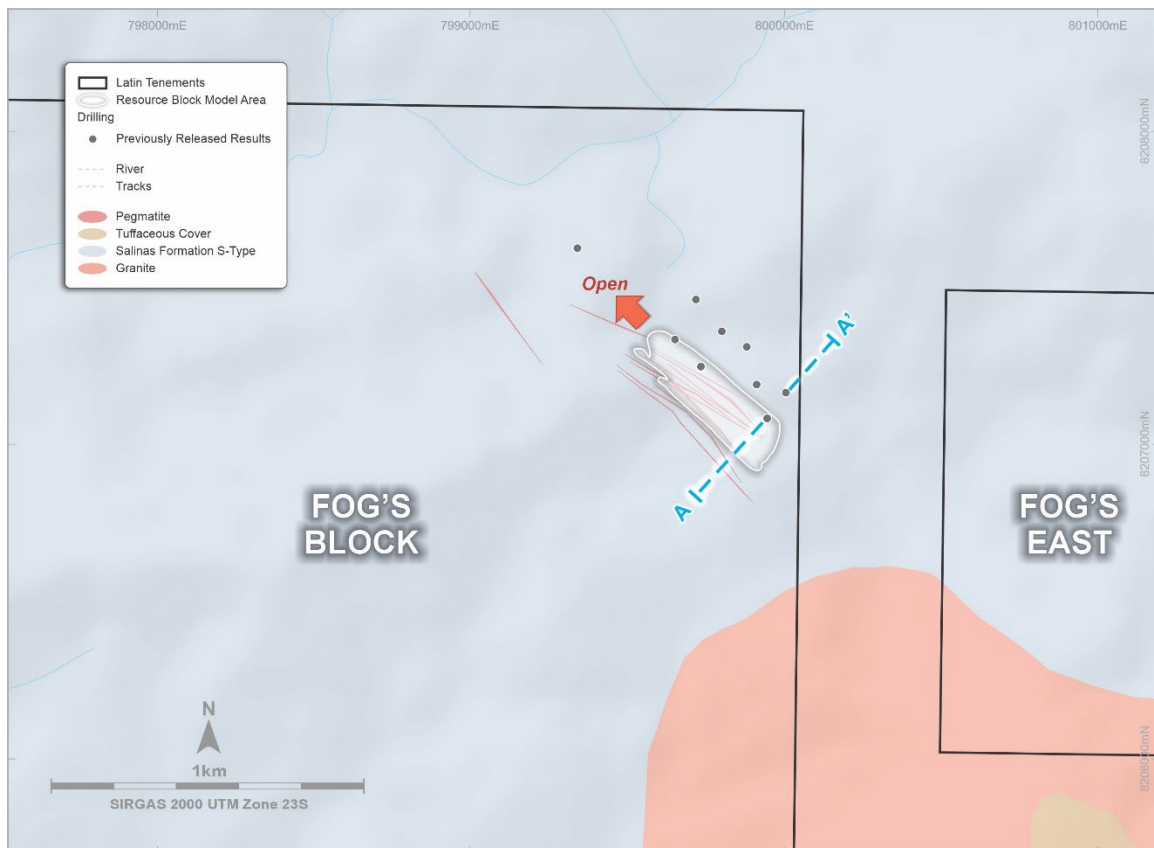 798000mE
799000mE
800000mE
801000mE
Latin Tenements
Resource Block Model Area
Drilling
Previously Released Results
River
Tracks
Pegmatite
Tuffaceous Cover
Salinas Formation S-Type
Granite
8208000mN
Open
A'
A
8207000mN
FOG'S
BLOCK
FOG'S
EAST
8206000mN
N
1km
SIRGAS 2000 UTM Zone 23S